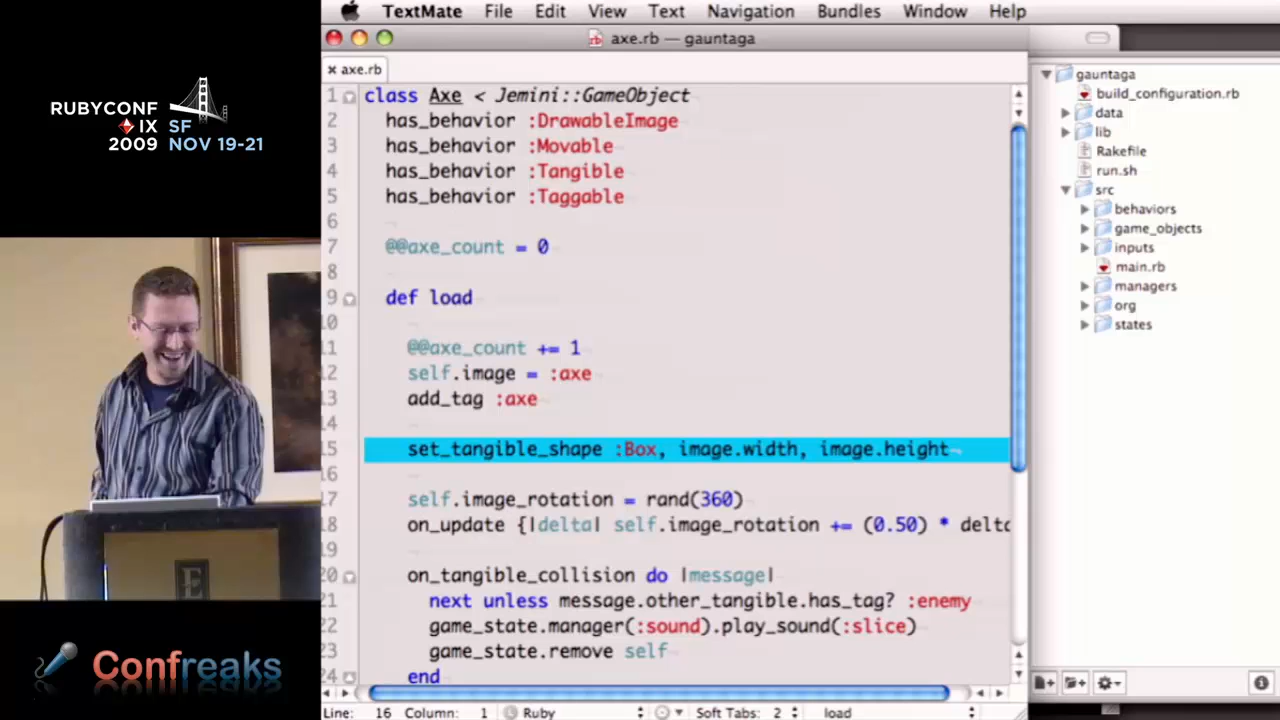 TextMate File Edit View Text Navigation Bundles Window Help
axe.rb — gauntaga
axe.rb
1 class Axe < Jemini::GameObject
2 has_behavior :DrawableImage
3 has_behavior :Movable
4 has_behavior :Tangible
5 has_behavior :Taggable
6
7 @@axe_count = 0
8
9 def load
10
11 @@axe_count += 1
12 self.image = :axe
13 add_tag :axe
14
15 set_tangible_shape :Box, image.width, image.height
16
17 self.image_rotation = rand(360)
18 on_update {|delta| self.image_rotation += (0.50) * delta
19
20 on_tangible_collision do |message|
21 next unless message.other_tangible.has_tag? :enemy
22 game_state.manager(:sound).play_sound(:slice)
23 game_state.remove self
24 end
Line: 16 Column: 1 Ruby Soft Tabs: 2 load
gauntaga
build_configuration.rb
data
lib
Rakefile
run.sh
src
behaviors
game_objects
inputs
main.rb
managers
org
states
RUBYCONF
IX SF
2009 NOV 19-21
E
Confreaks